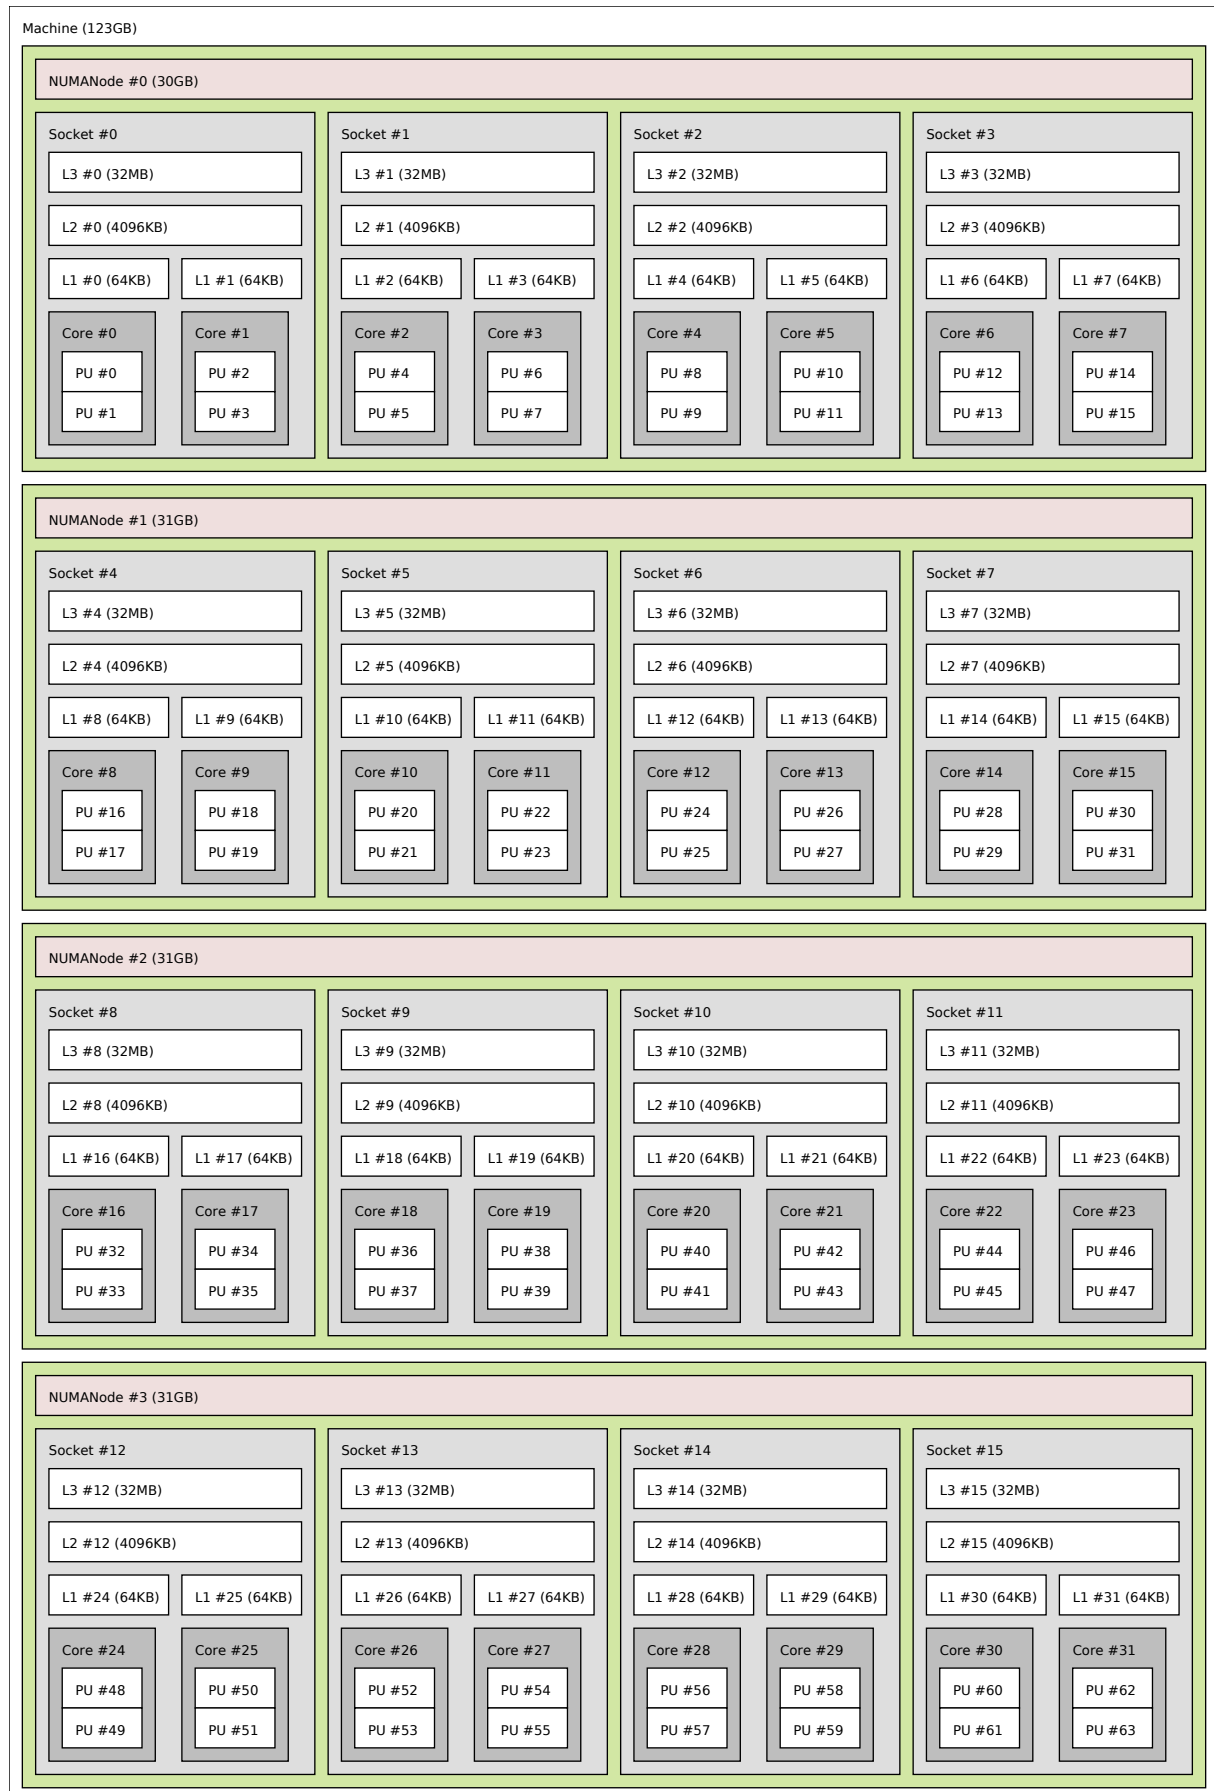 Machine (123GB)
NUMANode #0 (30GB)
Socket #0 Socket #1 Socket #2 Socket #3
L3 #0 (32MB) L3 #1 (32MB) L3 #2 (32MB) L3 #3 (32MB)
L2 #0 (4096KB) L2 #1 (4096KB) L2 #2 (4096KB) L2 #3 (4096KB)
L1 #0 (64KB) L1 #1 (64KB) L1 #2 (64KB) L1 #3 (64KB) L1 #4 (64KB) L1 #5 (64KB) L1 #6 (64KB) L1 #7 (64KB)
Core #0 Core #1 Core #2 Core #3 Core #4 Core #5 Core #6 Core #7
PU #0 PU #2 PU #4 PU #6 PU #8 PU #10 PU #12 PU #14
PU #1 PU #3 PU #5 PU #7 PU #9 PU #11 PU #13 PU #15
NUMANode #1 (31GB)
Socket #4 Socket #5 Socket #6 Socket #7
L3 #4 (32MB) L3 #5 (32MB) L3 #6 (32MB) L3 #7 (32MB)
L2 #4 (4096KB) L2 #5 (4096KB) L2 #6 (4096KB) L2 #7 (4096KB)
L1 #8 (64KB) L1 #9 (64KB) L1 #10 (64KB) L1 #11 (64KB) L1 #12 (64KB) L1 #13 (64KB) L1 #14 (64KB) L1 #15 (64KB)
Core #8 Core #9 Core #10 Core #11 Core #12 Core #13 Core #14 Core #15
PU #16 PU #18 PU #20 PU #22 PU #24 PU #26 PU #28 PU #30
PU #17 PU #19 PU #21 PU #23 PU #25 PU #27 PU #29 PU #31
NUMANode #2 (31GB)
Socket #8 Socket #9 Socket #10 Socket #11
L3 #8 (32MB) L3 #9 (32MB) L3 #10 (32MB) L3 #11 (32MB)
L2 #8 (4096KB) L2 #9 (4096KB) L2 #10 (4096KB) L2 #11 (4096KB)
L1 #16 (64KB) L1 #17 (64KB) L1 #18 (64KB) L1 #19 (64KB) L1 #20 (64KB) L1 #21 (64KB) L1 #22 (64KB) L1 #23 (64KB)
Core #16 Core #17 Core #18 Core #19 Core #20 Core #21 Core #22 Core #23
PU #32 PU #34 PU #36 PU #38 PU #40 PU #42 PU #44 PU #46
PU #33 PU #35 PU #37 PU #39 PU #41 PU #43 PU #45 PU #47
NUMANode #3 (31GB)
Socket #12 Socket #13 Socket #14 Socket #15
L3 #12 (32MB) L3 #13 (32MB) L3 #14 (32MB) L3 #15 (32MB)
L2 #12 (4096KB) L2 #13 (4096KB) L2 #14 (4096KB) L2 #15 (4096KB)
L1 #24 (64KB) L1 #25 (64KB) L1 #26 (64KB) L1 #27 (64KB) L1 #28 (64KB) L1 #29 (64KB) L1 #30 (64KB) L1 #31 (64KB)
Core #24 Core #25 Core #26 Core #27 Core #28 Core #29 Core #30 Core #31
PU #48 PU #50 PU #52 PU #54 PU #56 PU #58 PU #60 PU #62
PU #49 PU #51 PU #53 PU #55 PU #57 PU #59 PU #61 PU #63